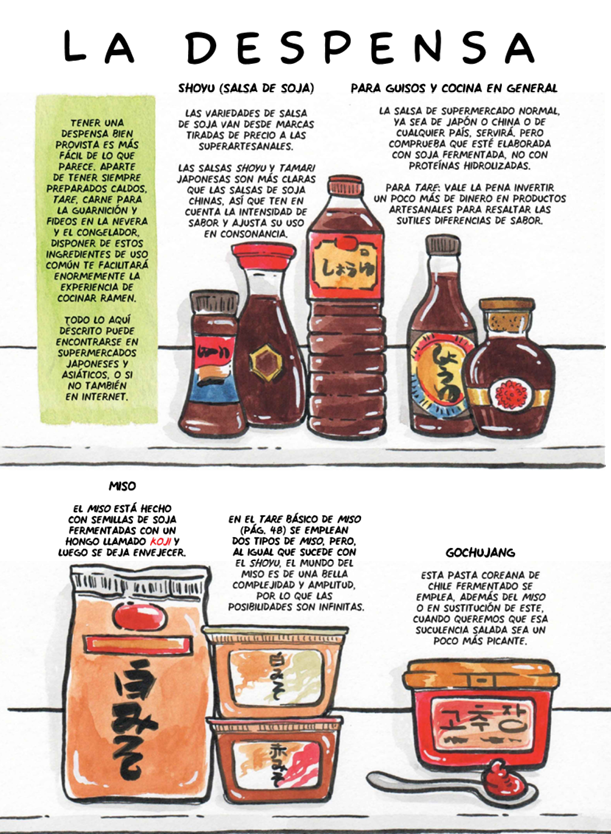 LA DESPENSA
TENER UNA
DESPENSA BIEN
PROVISTA ES MÁS
FÁCIL DE LO QUE
PARECE. APARTE
DE TENER SIEMPRE
PREPARADOS CALDOS,
TARE, CARNE PARA
LA GUARNICIÓN Y
FIDEOS EN LA NEVERA
Y EL CONGELADOR,
DISPONER DE ESTOS
INGREDIENTES DE USO
COMÚN TE FACILITARÁ
ENORMEMENTE LA
EXPERIENCIA DE
COCINAR RAMEN.
TODO LO AQUÍ
DESCRITO PUEDE
ENCONTRARSE EN
SUPERMERCADOS
JAPONESES Y
ASIÁTICOS, O SI
NO TAMBIÉN
EN INTERNET.
SHOYU (SALSA DE SOJA)
LAS VARIEDADES DE SALSA
DE SOJA VAN DESDE MARCAS
TIRADAS DE PRECIO A LAS
SUPERARTESANALES.
LAS SALSAS SHOYU Y TAMARI
JAPONESAS SON MÁS CLARAS
QUE LAS SALSAS DE SOJA
CHINAS, ASÍ QUE TEN EN
CUENTA LA INTENSIDAD DE
SABOR Y AJUSTA SU USO
EN CONSONANCIA.
PARA GUISOS Y COCINA EN GENERAL
LA SALSA DE SUPERMERCADO NORMAL,
YA SEA DE JAPÓN O CHINA O DE
CUALQUIER PAÍS, SERVIRÁ, PERO
COMPRUEBA QUE ESTÉ ELABORADA
CON SOJA FERMENTADA, NO CON
PROTEÍNAS HIDROLIZADAS.
PARA TARE: VALE LA PENA INVERTIR
UN POCO MÁS DE DINERO EN PRODUCTOS
ARTESANALES PARA RESALTAR LAS
SUTILES DIFERENCIAS DE SABOR.
しょうゆ
しょうゆ
MISO
EL MISO ESTÁ HECHO
CON SEMILLAS DE SOJA
FERMENTADAS CON UN
HONGO LLAMADO KOJI Y
LUEGO SE DEJA ENVEJECER.
EN EL TARE BÁSICO DE MISO
(PÁG. 48) SE EMPLEAN
DOS TIPOS DE MISO, PERO,
AL IGUAL QUE SUCEDE CON
EL SHOYU, EL MUNDO DEL
MISO ES DE UNA BELLA
COMPLEJIDAD Y AMPLITUD,
POR LO QUE LAS
POSIBILIDADES SON INFINITAS.
GOCHUJANG
ESTA PASTA COREANA DE
CHILE FERMENTADO SE
EMPLEA, ADEMÁS DEL MISO
O EN SUSTITUCIÓN DE ESTE,
CUANDO QUEREMOS QUE ESA
SUCULENCIA SALADA SEA UN
POCO MÁS PICANTE.
白みそ
白みそ
赤みそ
고추장